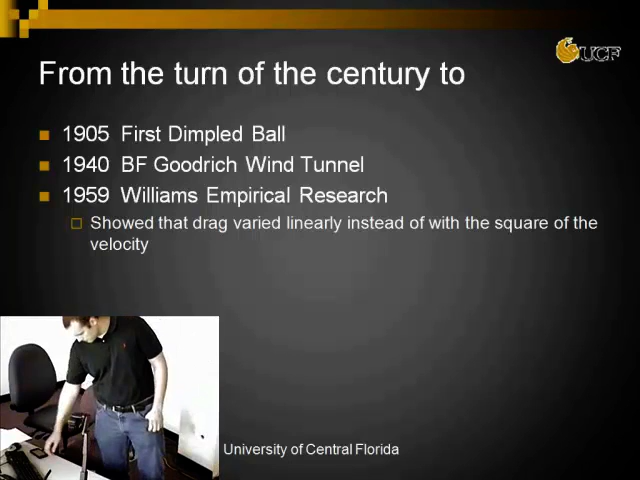 UCF
From the turn of the century to
1905 First Dimpled Ball
1940 BF Goodrich Wind Tunnel
1959 Williams Empirical Research
Showed that drag varied linearly instead of with the square of the
velocity
University of Central Florida